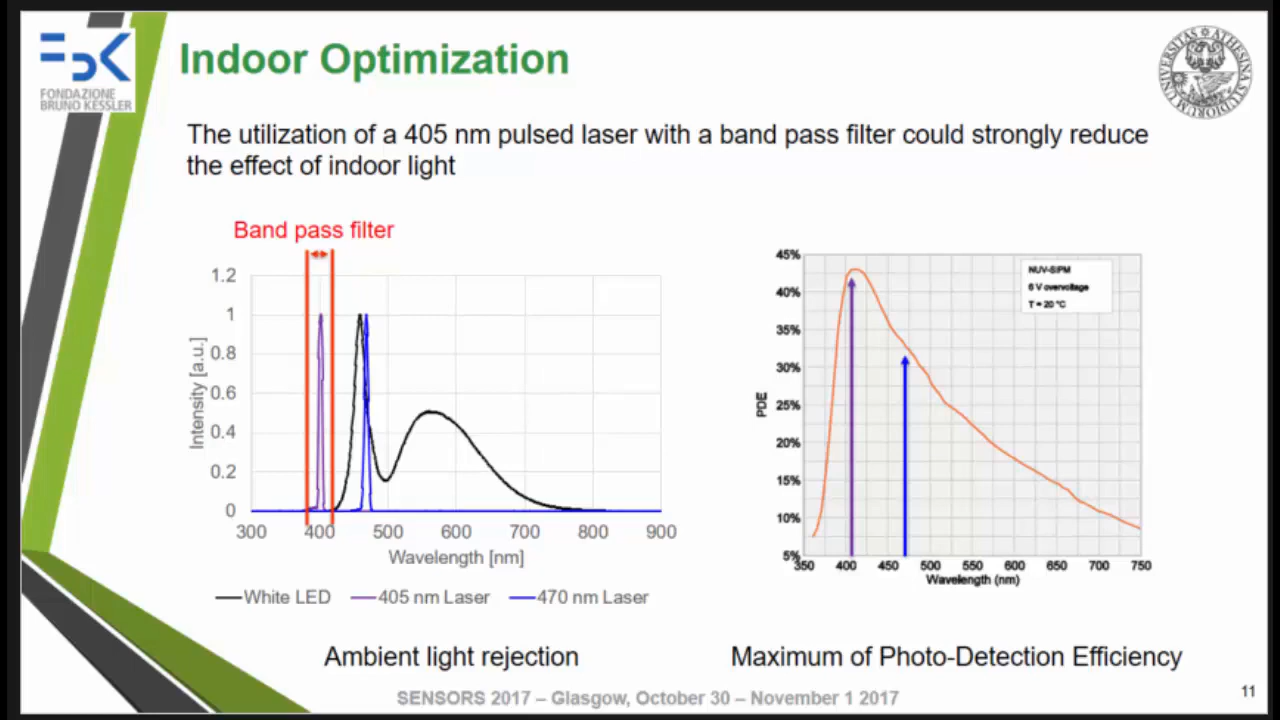 FBK
FONDAZIONE
BRUNO KESSLER
Indoor Optimization
UNIVERSITAS ATHESINA STUDIORUM
The utilization of a 405 nm pulsed laser with a band pass filter could strongly reduce
the effect of indoor light
Band pass filter
1.2
1
0.8
0.6
0.4
0.2
0
Intensity [a.u.]
300 400 500 600 700 800 900
Wavelength [nm]
White LED 405 nm Laser 470 nm Laser
45%
40%
35%
30%
25%
20%
15%
10%
5%
PDE
NUV-SiPM
6 V overvoltage
T = 20 °C
350 400 450 500 550 600 650 700 750
Wavelength (nm)
Ambient light rejection
Maximum of Photo-Detection Efficiency
SENSORS 2017 – Glasgow, October 30 – November 1 2017
11